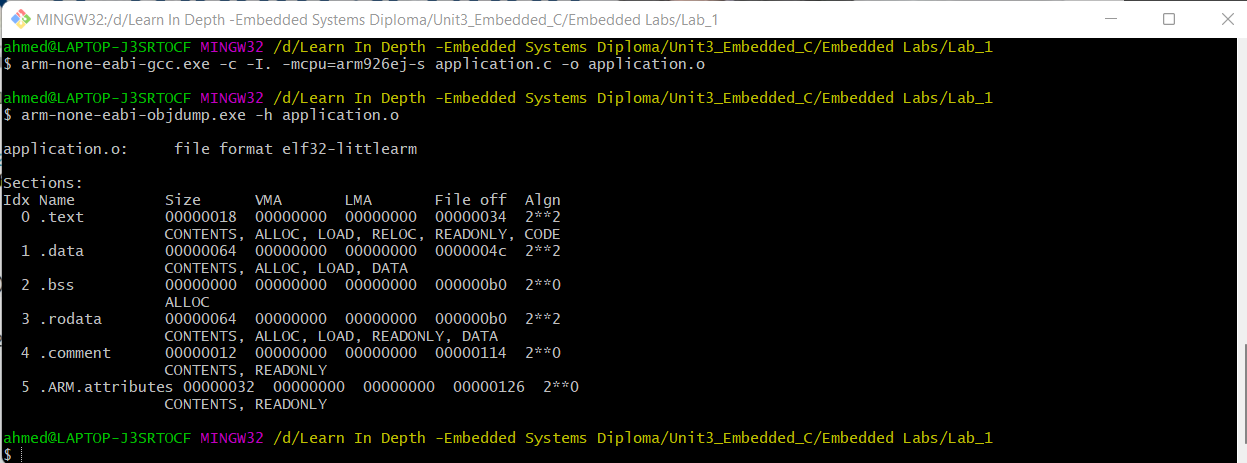 MINGW32:/d/Learn In Depth -Embedded Systems Diploma/Unit3_Embedded_C/Embedded Labs/Lab_1
ahmed@LAPTOP-J3SRTOCF MINGW32 /d/Learn In Depth -Embedded Systems Diploma/Unit3_Embedded_C/Embedded Labs/Lab_1
$ arm-none-eabi-gcc.exe -c -I. -mcpu=arm926ej-s application.c -o application.o
ahmed@LAPTOP-J3SRTOCF MINGW32 /d/Learn In Depth -Embedded Systems Diploma/Unit3_Embedded_C/Embedded Labs/Lab_1
$ arm-none-eabi-objdump.exe -h application.o
application.o:     file format elf32-littlearm
Sections:
Idx Name          Size      VMA       LMA       File off  Algn
  0 .text         00000018  00000000  00000000  00000034  2**2
                  CONTENTS, ALLOC, LOAD, RELOC, READONLY, CODE
  1 .data         00000064  00000000  00000000  0000004c  2**2
                  CONTENTS, ALLOC, LOAD, DATA
  2 .bss          00000000  00000000  00000000  000000b0  2**0
                  ALLOC
  3 .rodata       00000064  00000000  00000000  000000b0  2**2
                  CONTENTS, ALLOC, LOAD, READONLY, DATA
  4 .comment      00000012  00000000  00000000  00000114  2**0
                  CONTENTS, READONLY
  5 .ARM.attributes 00000032  00000000  00000000  00000126  2**0
                  CONTENTS, READONLY
ahmed@LAPTOP-J3SRTOCF MINGW32 /d/Learn In Depth -Embedded Systems Diploma/Unit3_Embedded_C/Embedded Labs/Lab_1
$